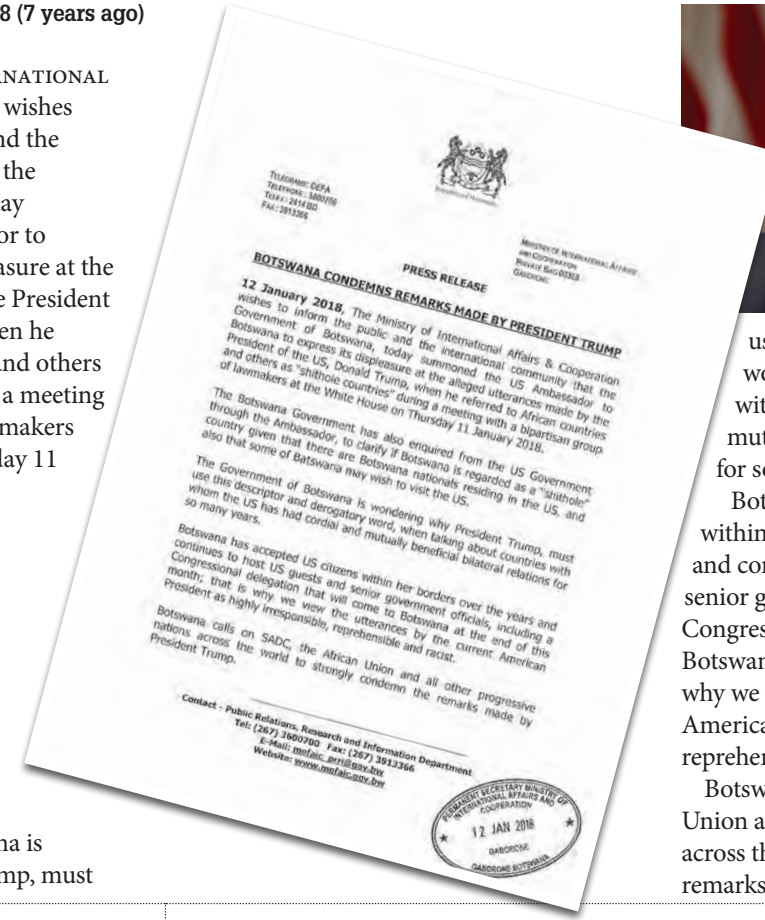 8 (7 years ago)
NATIONAL
wishes
nd the
the
ay
or to
asure at the
e President
en he
and others
a meeting
makers
day 11
na is
mp, must
TELEGRAMS: DEFA
TELEPHONE: 3600700
TELEX: 2414 BD
FAX: 3913366
MINISTRY OF INTERNATIONAL AFFAIRS
AND COOPERATION
PRIVATE BAG 00368
GABORONE
PRESS RELEASE
BOTSWANA CONDEMNS REMARKS MADE BY PRESIDENT TRUMP
12 January 2018, The Ministry of International Affairs & Cooperation
wishes to inform the public and the international community that the
Government of Botswana, today summoned the US Ambassador to
Botswana to express its displeasure at the alleged utterances made by the
President of the US, Donald Trump, when he referred to African countries
and others as "shithole countries" during a meeting with a bipartisan group
of lawmakers at the White House on Thursday 11 January 2018.
The Botswana Government has also enquired from the US Government
through the Ambassador, to clarify if Botswana is regarded as a "shithole"
country given that there are Botswana nationals residing in the US, and
also that some of Batswana may wish to visit the US.
The Government of Botswana is wondering why President Trump, must
use this descriptor and derogatory word, when talking about countries with
whom the US has had cordial and mutually beneficial bilateral relations for
so many years.
Botswana has accepted US citizens within her borders over the years and
continues to host US guests and senior government officials, including a
Congressional delegation that will come to Botswana at the end of this
month; that is why we view the utterances by the current American
President as highly irresponsible, reprehensible and racist.
Botswana calls on SADC, the African Union and all other progressive
nations across the world to strongly condemn the remarks made by
President Trump.
Contact - Public Relations, Research and Information Department
Tel: (267) 3600700 Fax: (267) 3913366
E-Mail: mofaic_prri@gov.bw
Website: www.mofaic.gov.bw
PERMANENT SECRETARY MINISTRY OF
INTERNATIONAL AFFAIRS AND
COOPERATION
12 JAN 2018
GABORONE
GABORONE BOTSWANA
us
wo
wit
mut
for so
Bot
within
and con
senior g
Congres
Botswan
why we
America
reprehen
Botsw
Union a
across th
remarks